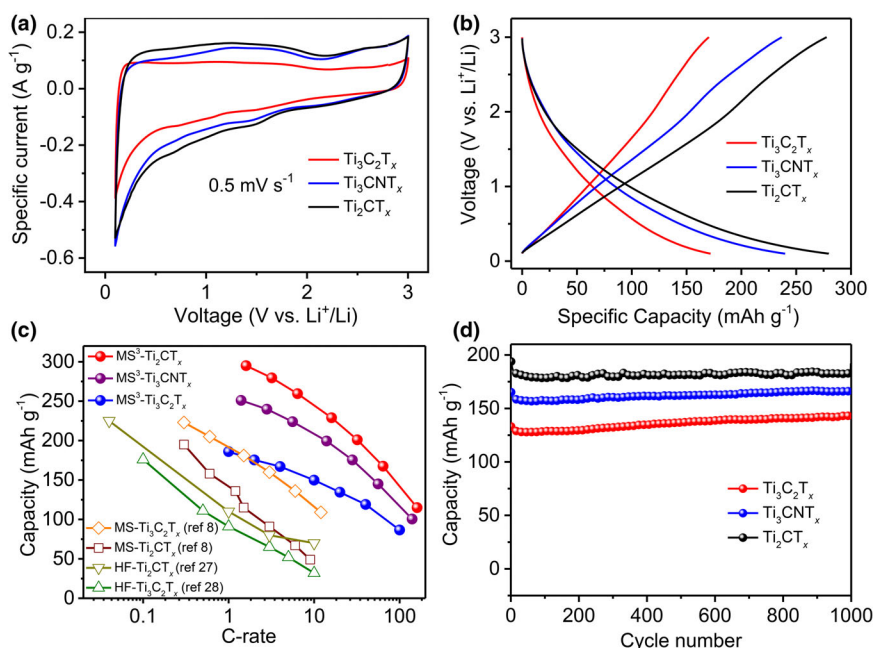 (a)
0.2
0.0
-0.2
-0.4
-0.6
Specific current (A g⁻¹)
Ti₃C₂Tₓ
Ti₃CNTₓ
Ti₂CTₓ
0.5 mV s⁻¹
0 1 2 3
Voltage (V vs. Li⁺/Li)
(b)
3
2
1
0
Voltage (V vs. Li⁺/Li)
Ti₃C₂Tₓ
Ti₃CNTₓ
Ti₂CTₓ
0 50 100 150 200 250 300
Specific Capacity (mAh g⁻¹)
(c)
300
250
200
150
100
50
0
Capacity (mAh g⁻¹)
MS³-Ti₂CTₓ
MS³-Ti₃CNTₓ
MS³-Ti₃C₂Tₓ
MS-Ti₃C₂Tₓ (ref 8)
MS-Ti₂CTₓ (ref 8)
HF-Ti₂CTₓ (ref 27)
HF-Ti₃C₂Tₓ (ref 28)
0.1 1 10 100
C-rate
(d)
200
150
100
50
0
Capacity (mAh g⁻¹)
Ti₃C₂Tₓ
Ti₃CNTₓ
Ti₂CTₓ
0 200 400 600 800 1000
Cycle number